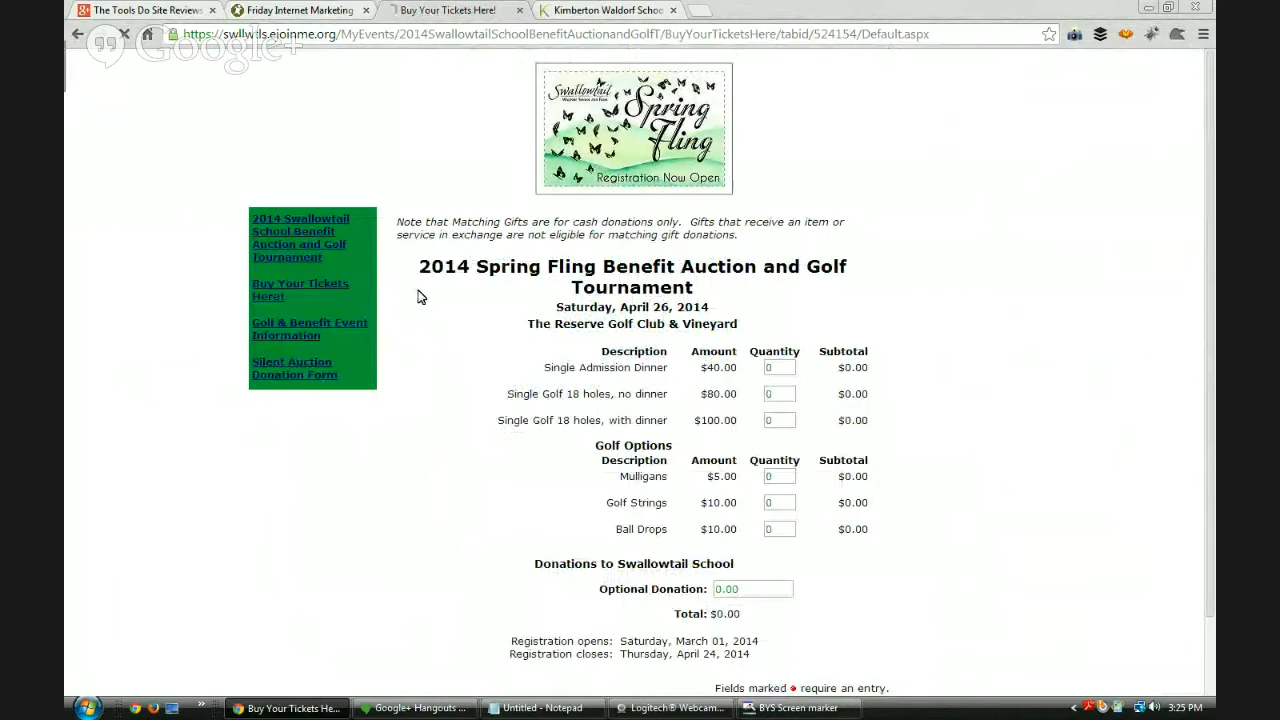 The Tools Do Site Reviews
Friday Internet Marketing
Buy Your Tickets Here!
Kimberton Waldorf Schoo
https://swllwtls.ejoinme.org/MyEvents/2014SwallowtailSchoolBenefitAuctionandGolfT/BuyYourTicketsHere/tabid/524154/Default.aspx
Google+
Swallowtail
Spring
Fling
Registration Now Open
2014 Swallowtail
School Benefit
Auction and Golf
Tournament
Buy Your Tickets
Here!
Golf & Benefit Event
Information
Silent Auction
Donation Form
Note that Matching Gifts are for cash donations only. Gifts that receive an item or
service in exchange are not eligible for matching gift donations.
2014 Spring Fling Benefit Auction and Golf
Tournament
Saturday, April 26, 2014
The Reserve Golf Club & Vineyard
Description Amount Quantity Subtotal
Single Admission Dinner $40.00 0 $0.00
Single Golf 18 holes, no dinner $80.00 0 $0.00
Single Golf 18 holes, with dinner $100.00 0 $0.00
Golf Options
Description Amount Quantity Subtotal
Mulligans $5.00 0 $0.00
Golf Strings $10.00 0 $0.00
Ball Drops $10.00 0 $0.00
Donations to Swallowtail School
Optional Donation: 0.00
Total: $0.00
Registration opens: Saturday, March 01, 2014
Registration closes: Thursday, April 24, 2014
Fields marked • require an entry.
Buy Your Tickets He...
Google+ Hangouts ...
Untitled - Notepad
Logitech® Webcam...
BYS Screen marker
3:25 PM